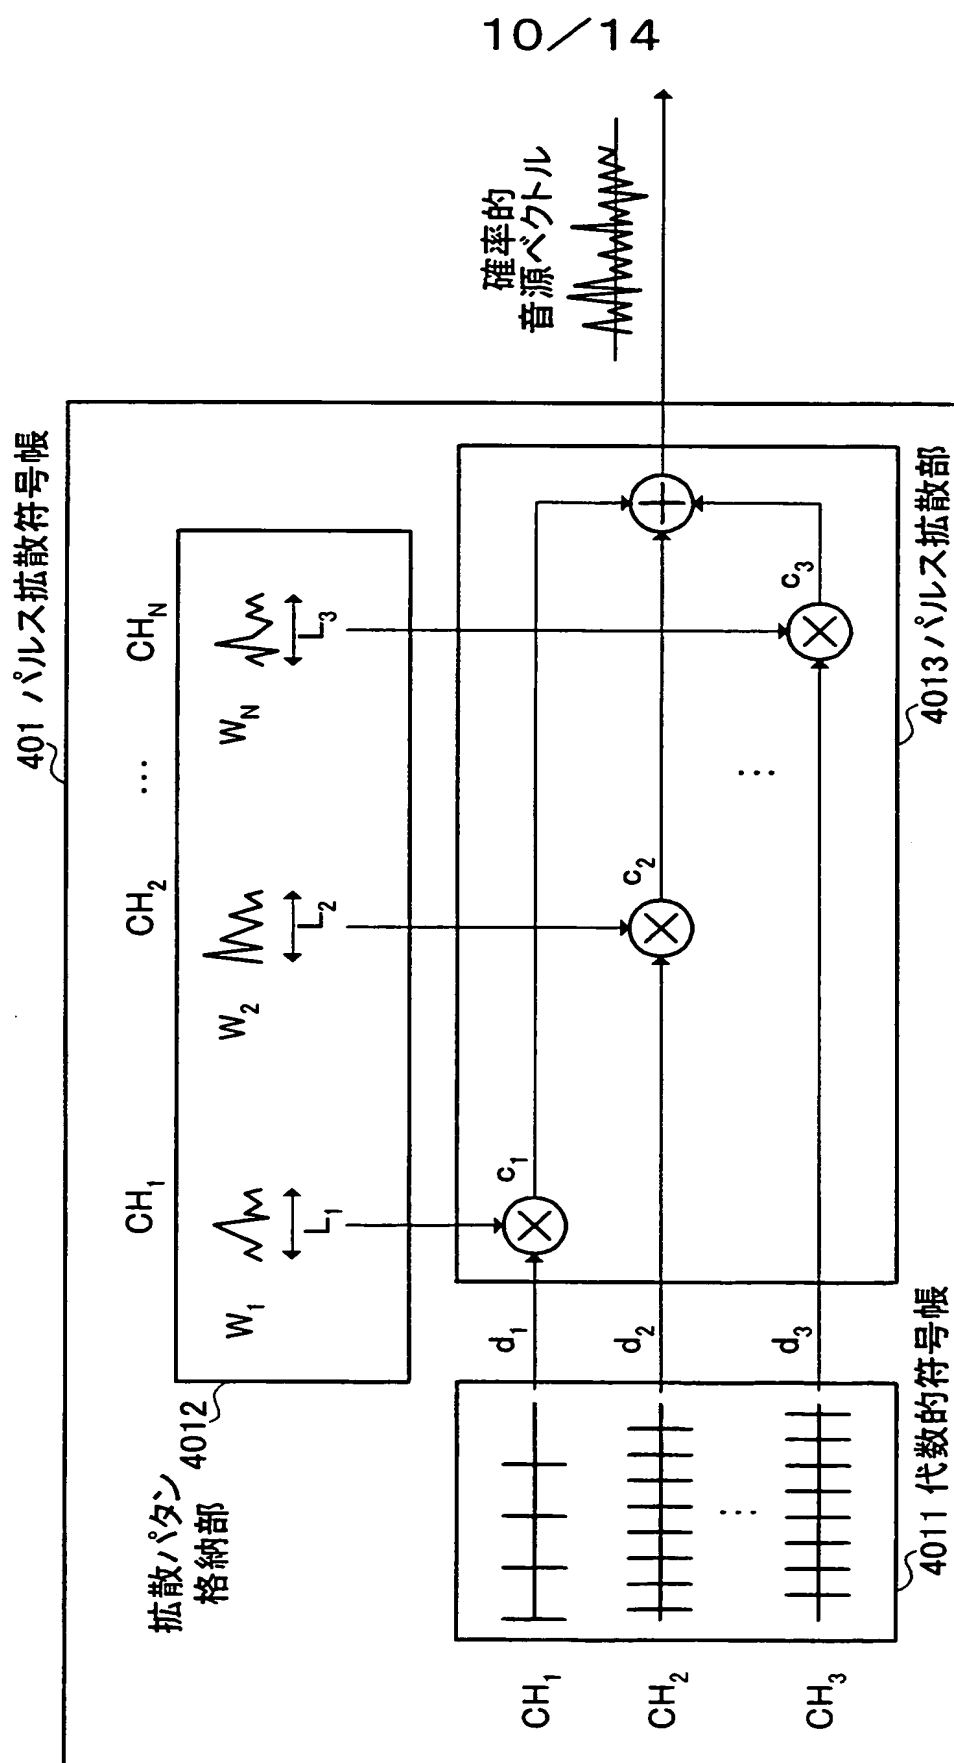 10／14
401 パルス拡散符号帳
CH₁
CH₂
…
CH_N
拡散パタン
格納部
4012
W₁
L₁
W₂
L₂
W_N
L₃
確率的
音源ベクトル
CH₁
d₁
c₁
CH₂
d₂
c₂
…
…
CH₃
d₃
c₃
4011 代数的符号帳
4013 パルス拡散部